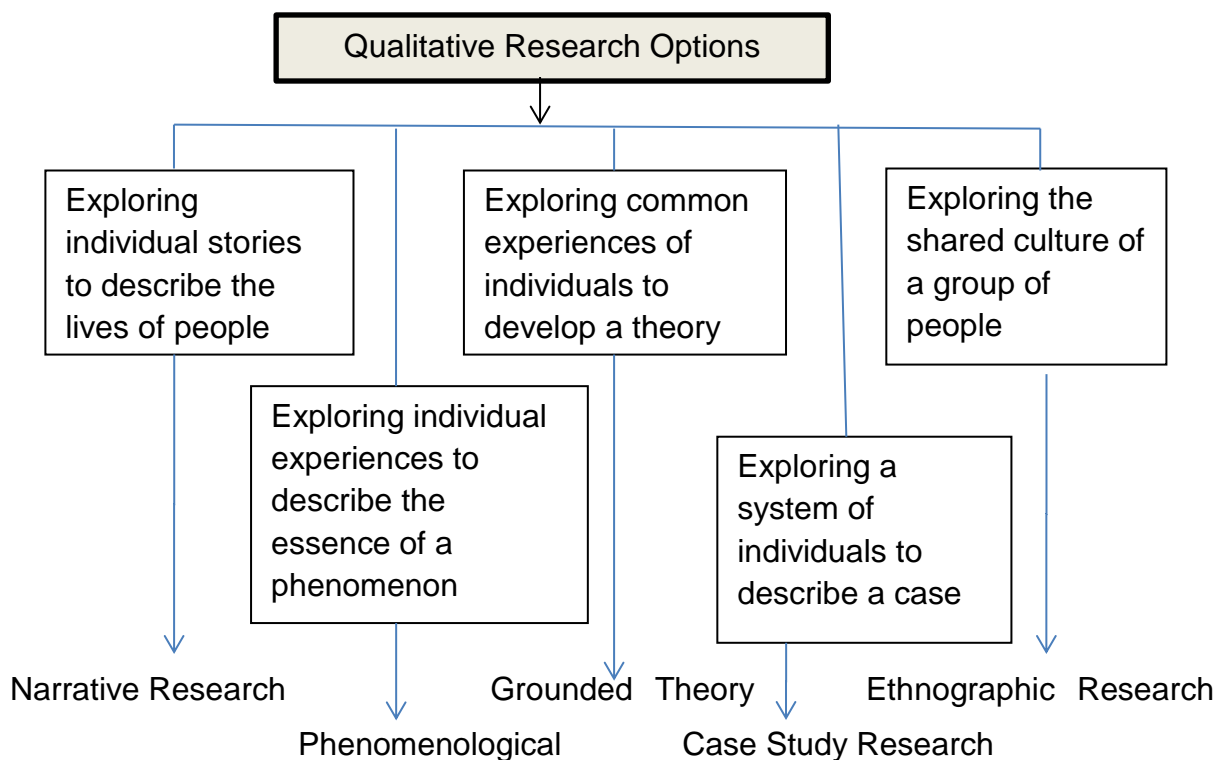 Qualitative Research Options
Exploring
individual stories
to describe the
lives of people
Exploring individual
experiences to
describe the
essence of a
phenomenon
Exploring common
experiences of
individuals to
develop a theory
Exploring a
system of
individuals to
describe a case
Exploring the
shared culture of
a group of
people
Narrative Research
Grounded Theory
Ethnographic Research
Phenomenological
Case Study Research